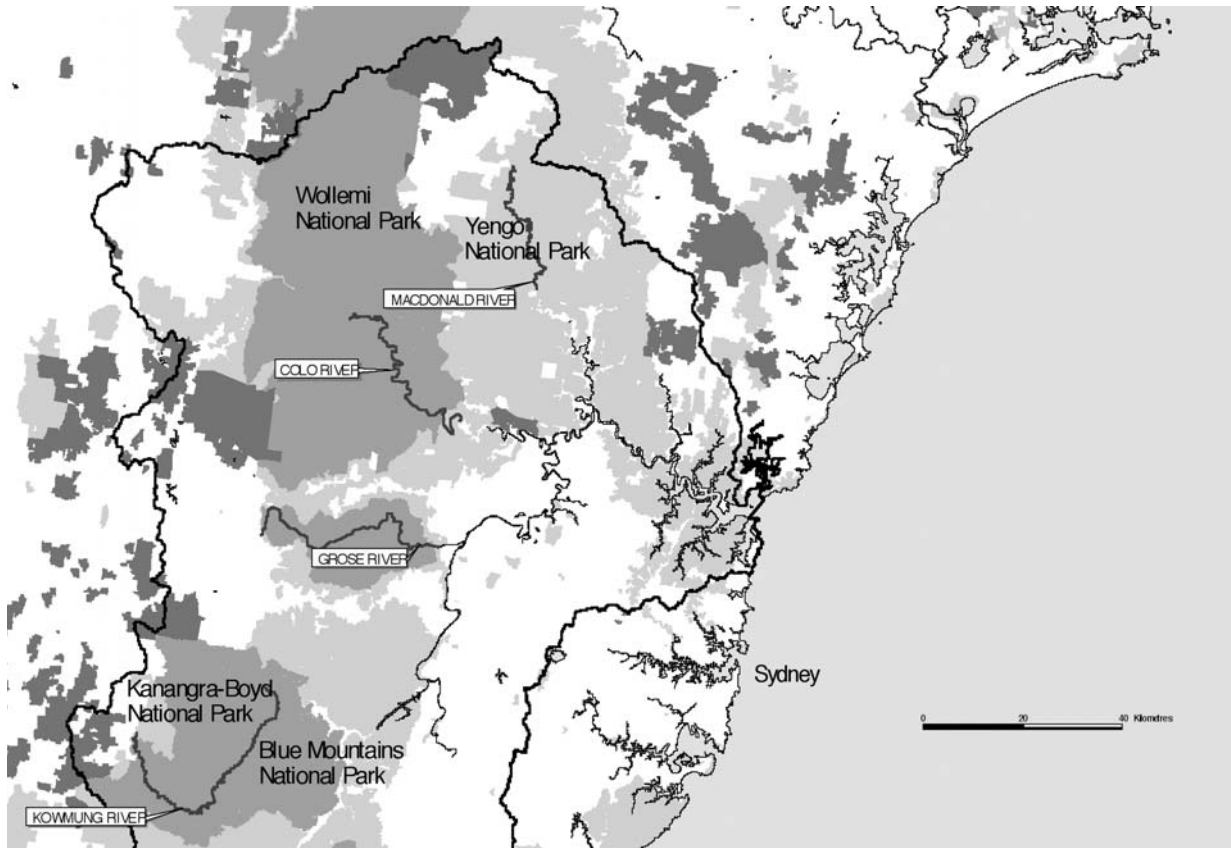 Wollemi
National Park
Yengo
National Park
MACDONALD RIVER
COLO RIVER
GROSE RIVER
Kanangra-Boyd
National Park
Blue Mountains
National Park
KOWMUNG RIVER
Sydney
0 20 40 Kilomtres